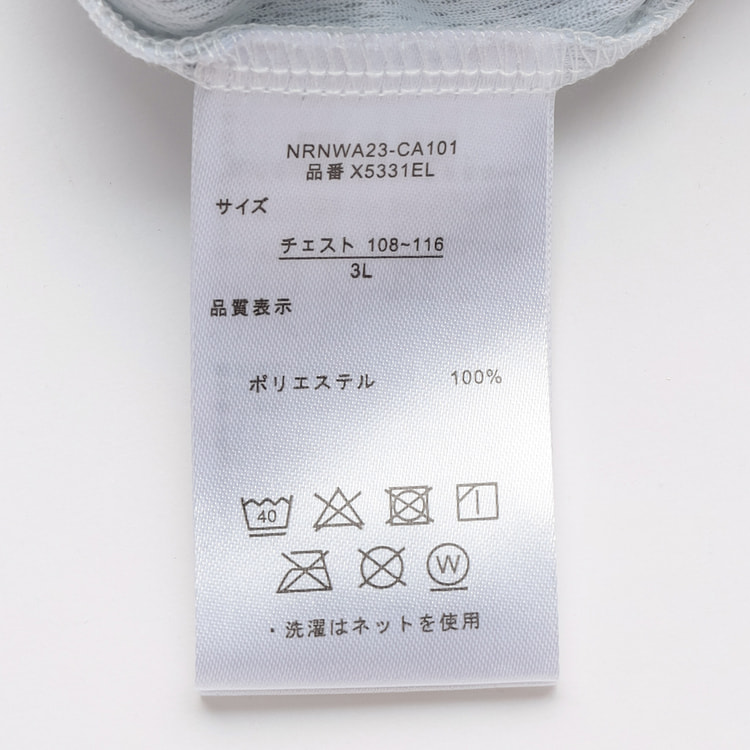 NRNWA23-CA101
品番 X5331EL
サイズ
チェスト 108~116
3L
品質表示
ポリエステル 100%
40
W
・洗濯はネットを使用